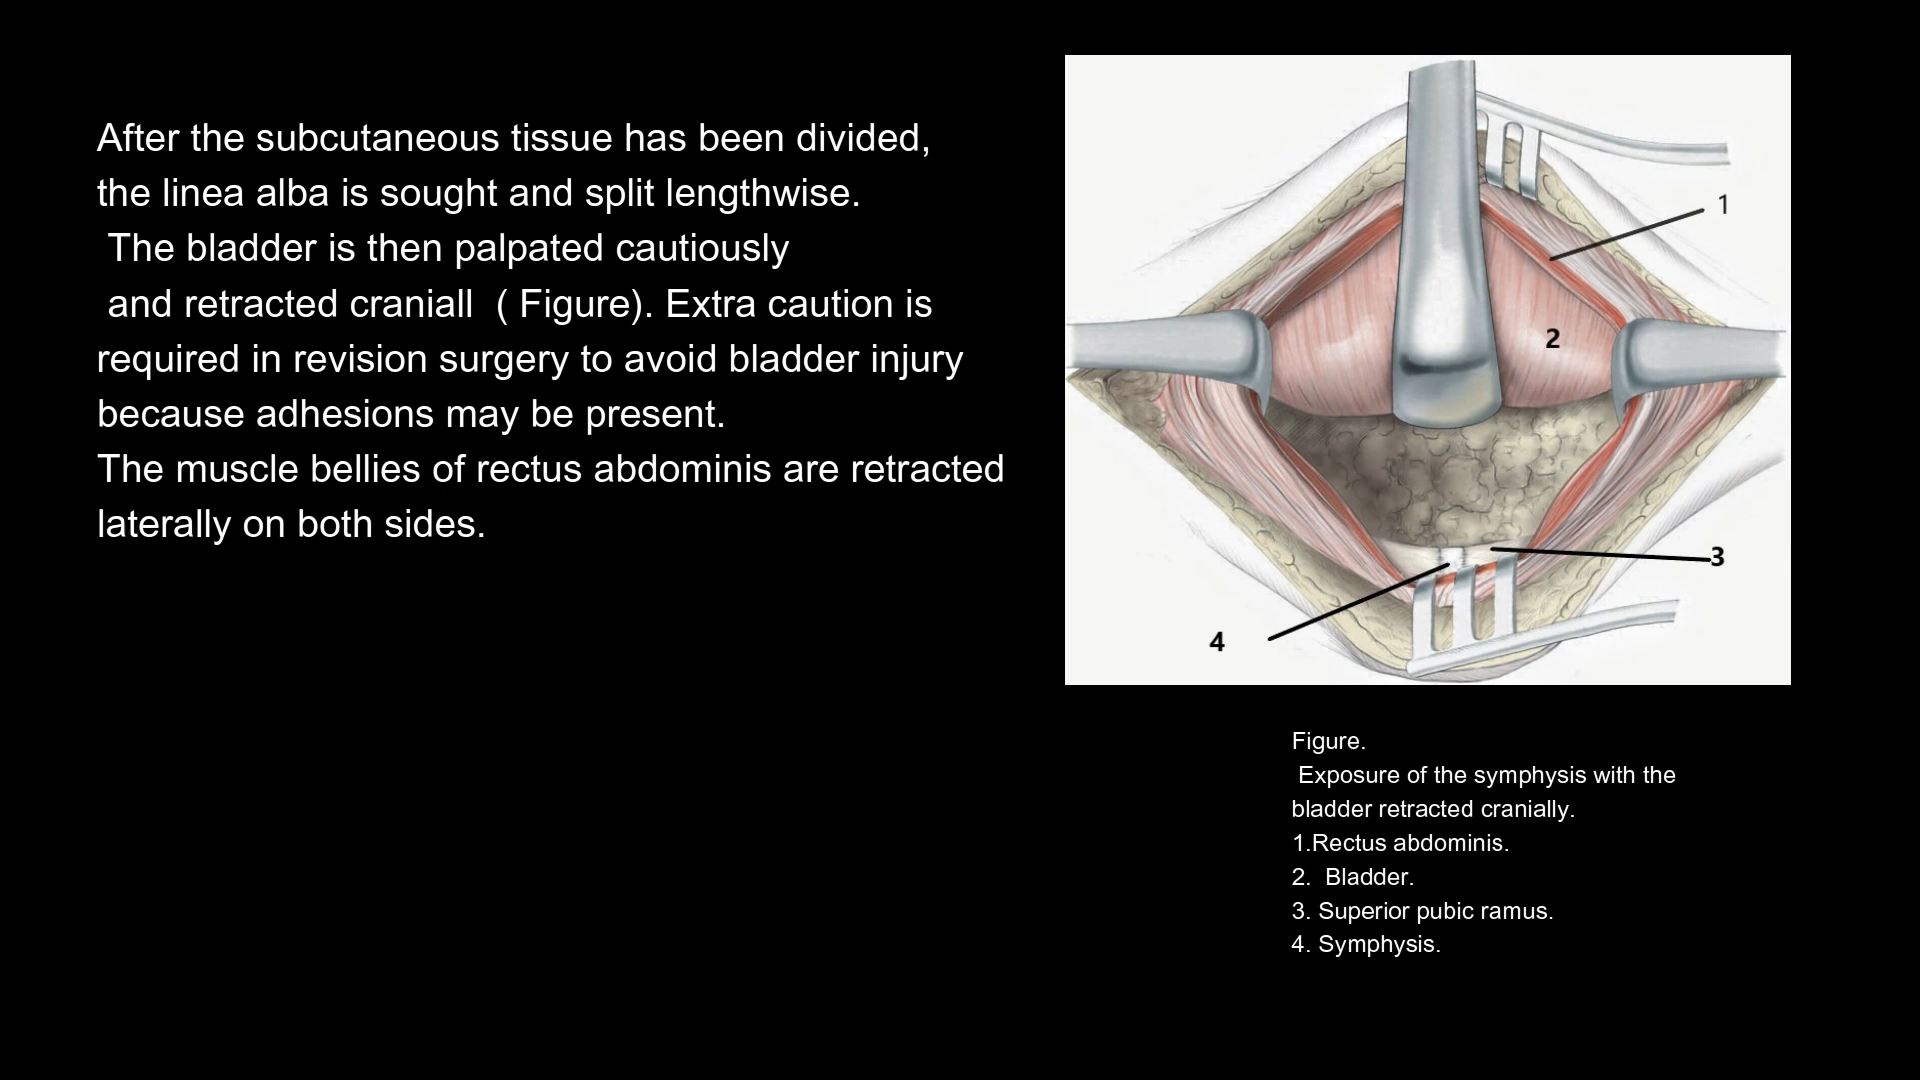 After the subcutaneous tissue has been divided,
the linea alba is sought and split lengthwise.
The bladder is then palpated cautiously
and retracted craniall ( Figure). Extra caution is
required in revision surgery to avoid bladder injury
because adhesions may be present.
The muscle bellies of rectus abdominis are retracted
laterally on both sides.
1
2
3
4
Figure.
Exposure of the symphysis with the
bladder retracted cranially.
1.Rectus abdominis.
2. Bladder.
3. Superior pubic ramus.
4. Symphysis.